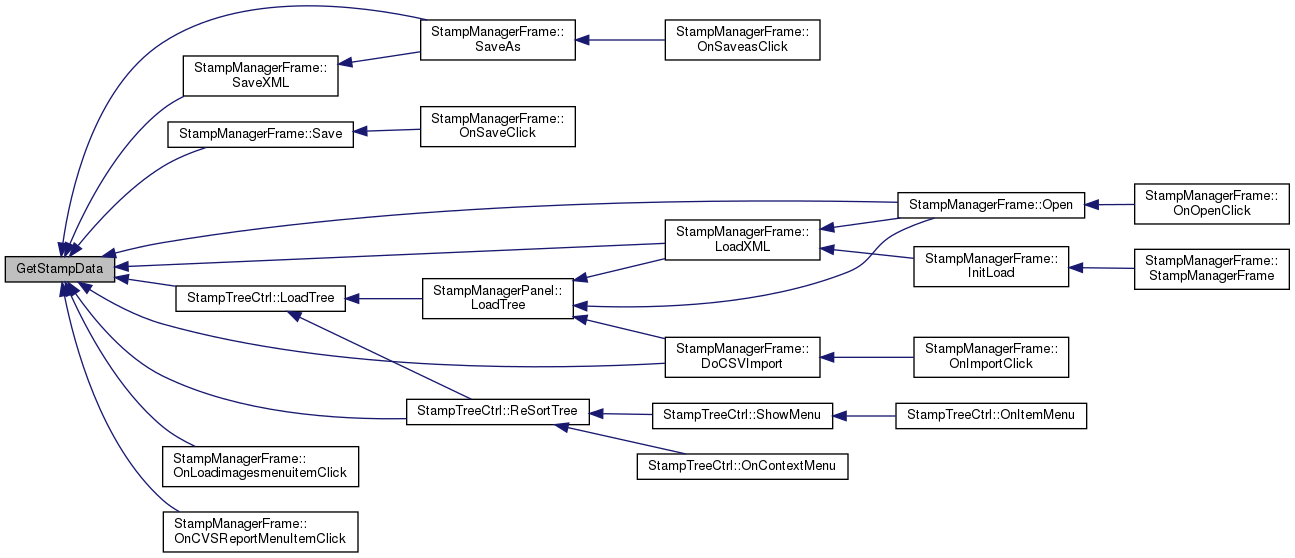 StampManagerFrame::
SaveAs
StampManagerFrame::
OnSaveasClick
StampManagerFrame::
SaveXML
StampManagerFrame::Save
StampManagerFrame::
OnSaveClick
GetStampData
StampManagerFrame::Open
StampManagerFrame::
OnOpenClick
StampManagerFrame::
LoadXML
StampManagerFrame::
InitLoad
StampManagerFrame::
StampManagerFrame
StampTreeCtrl::LoadTree
StampManagerPanel::
LoadTree
StampManagerFrame::
DoCSVImport
StampManagerFrame::
OnImportClick
StampTreeCtrl::ReSortTree
StampTreeCtrl::ShowMenu
StampTreeCtrl::OnItemMenu
StampTreeCtrl::OnContextMenu
StampManagerFrame::
OnLoadimagesmenuitemClick
StampManagerFrame::
OnCVSReportMenuItemClick